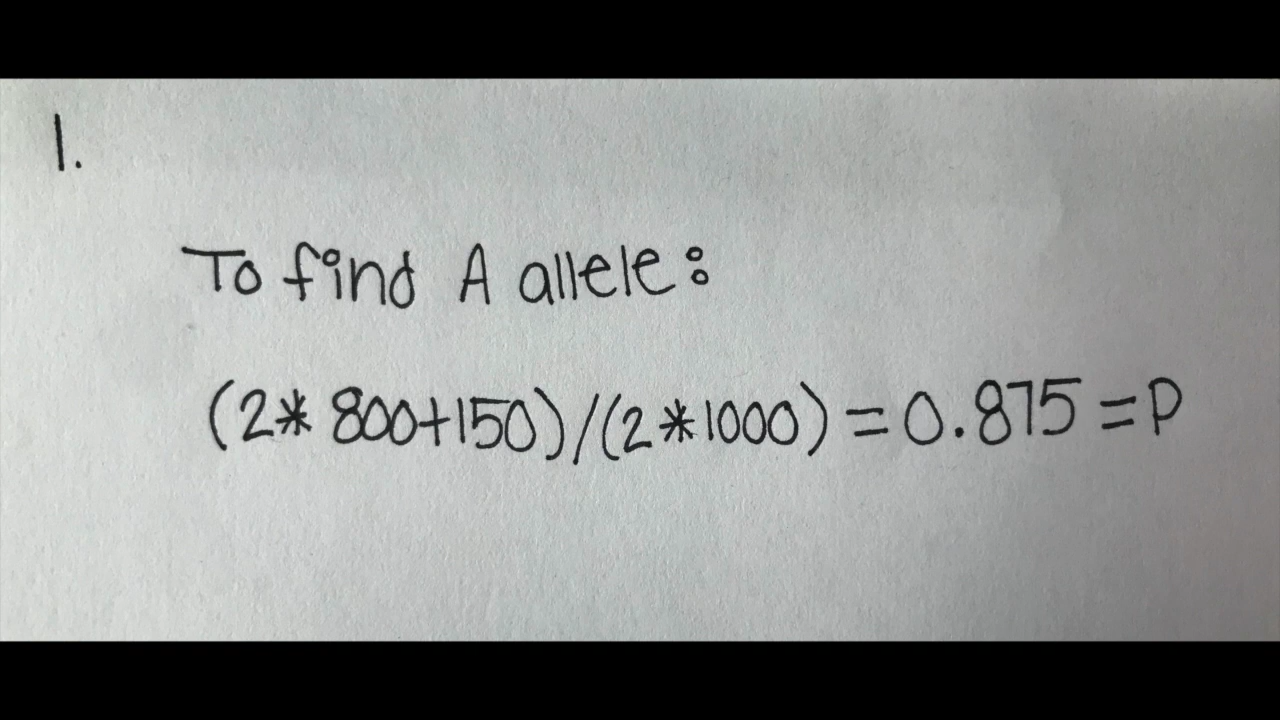 1.
To find A allele:
(2* 800+150)/(2*1000) = 0.875 = P